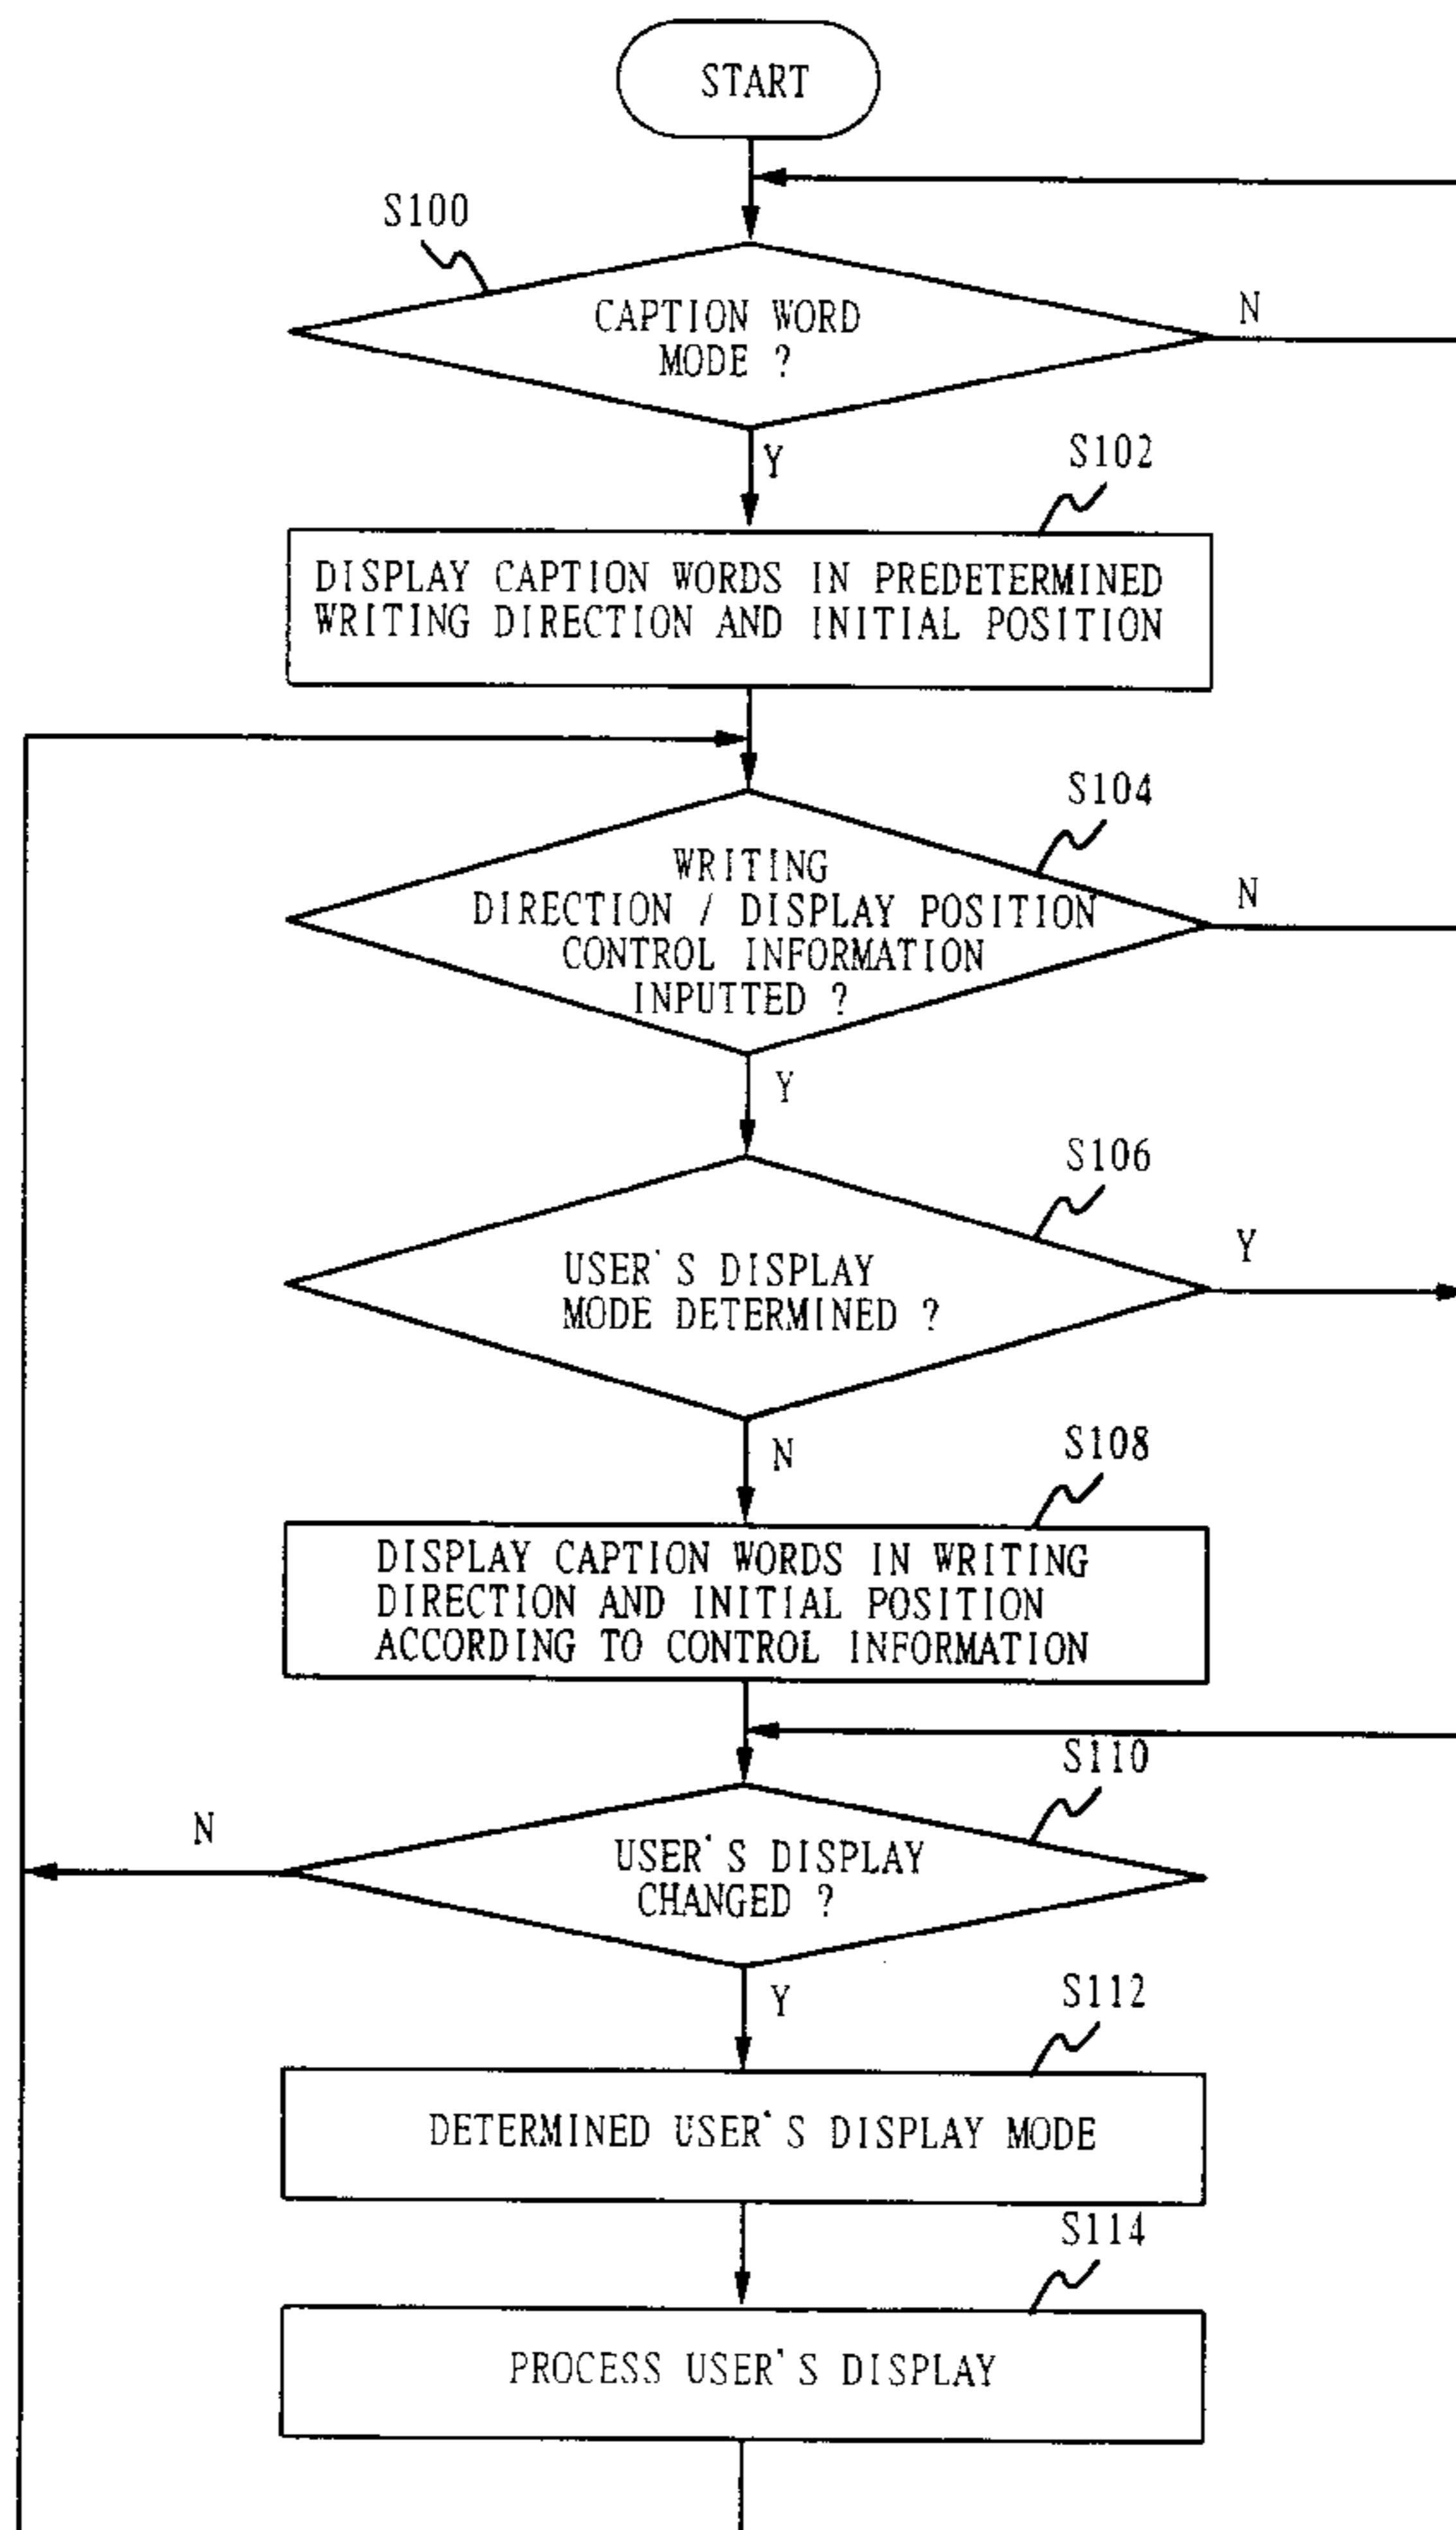 START
S100
CAPTION WORD
MODE ?
N
Y
S102
DISPLAY CAPTION WORDS IN PREDETERMINED
WRITING DIRECTION AND INITIAL POSITION
S104
WRITING
DIRECTION / DISPLAY POSITION
CONTROL INFORMATION
INPUTTED ?
N
Y
S106
USER'S DISPLAY
MODE DETERMINED ?
Y
N
S108
DISPLAY CAPTION WORDS IN WRITING
DIRECTION AND INITIAL POSITION
ACCORDING TO CONTROL INFORMATION
S110
USER'S DISPLAY
CHANGED ?
N
Y
S112
DETERMINED USER'S DISPLAY MODE
S114
PROCESS USER'S DISPLAY